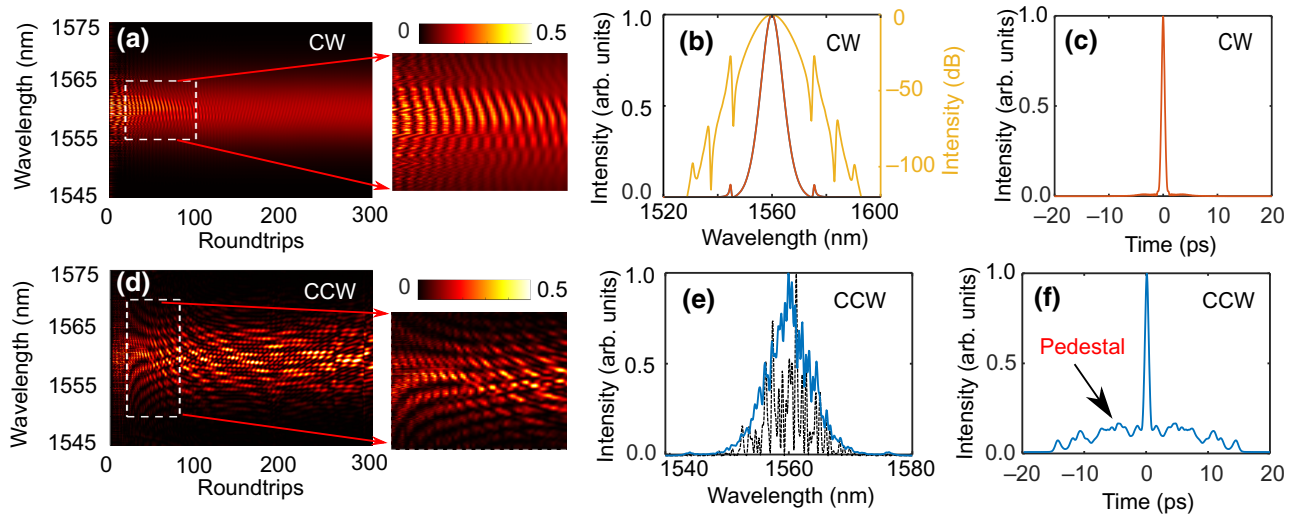 (a)
CW
0
0.5
Wavelength (nm)
1575
1565
1555
1545
0
100
200
300
Roundtrips
(b)
CW
Intensity (arb. units)
1.0
0.5
0.0
1520
1560
1600
Wavelength (nm)
0
−50
−100
Intensity (dB)
(c)
CW
Intensity (arb. units)
1.0
0.5
0.0
−20
−10
0
10
20
Time (ps)
(d)
CCW
0
0.5
Wavelength (nm)
1575
1565
1555
1545
0
100
200
300
Roundtrips
(e)
CCW
Intensity (arb. units)
1.0
0.5
0.0
1540
1560
1580
Wavelength (nm)
(f)
CCW
Pedestal
Intensity (arb. units)
1.0
0.5
0.0
−20
−10
0
10
20
Time (ps)